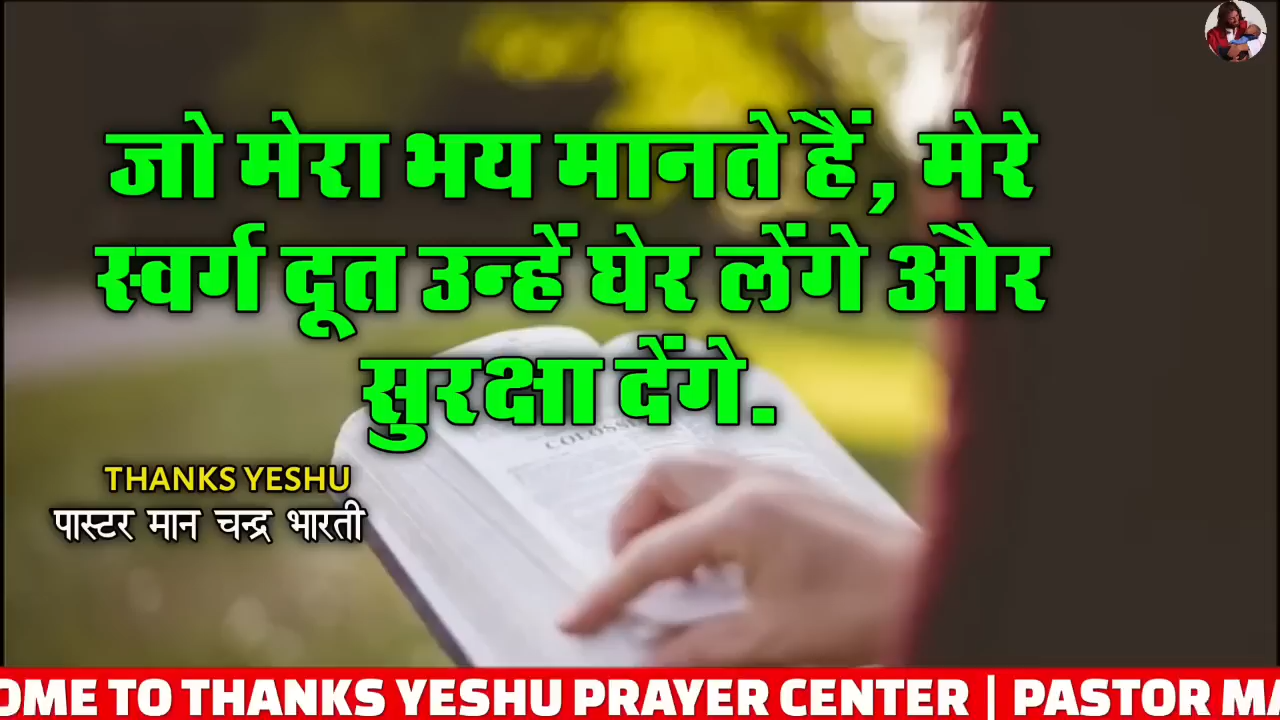 जो मेरा भय मानते हैं, मेरे
स्वर्ग दूत उन्हें घेर लेंगे और
सुरक्षा देंगे.
THANKS YESHU
पास्टर मान चन्द्र भारती
OME TO THANKS YESHU PRAYER CENTER | PASTOR MA